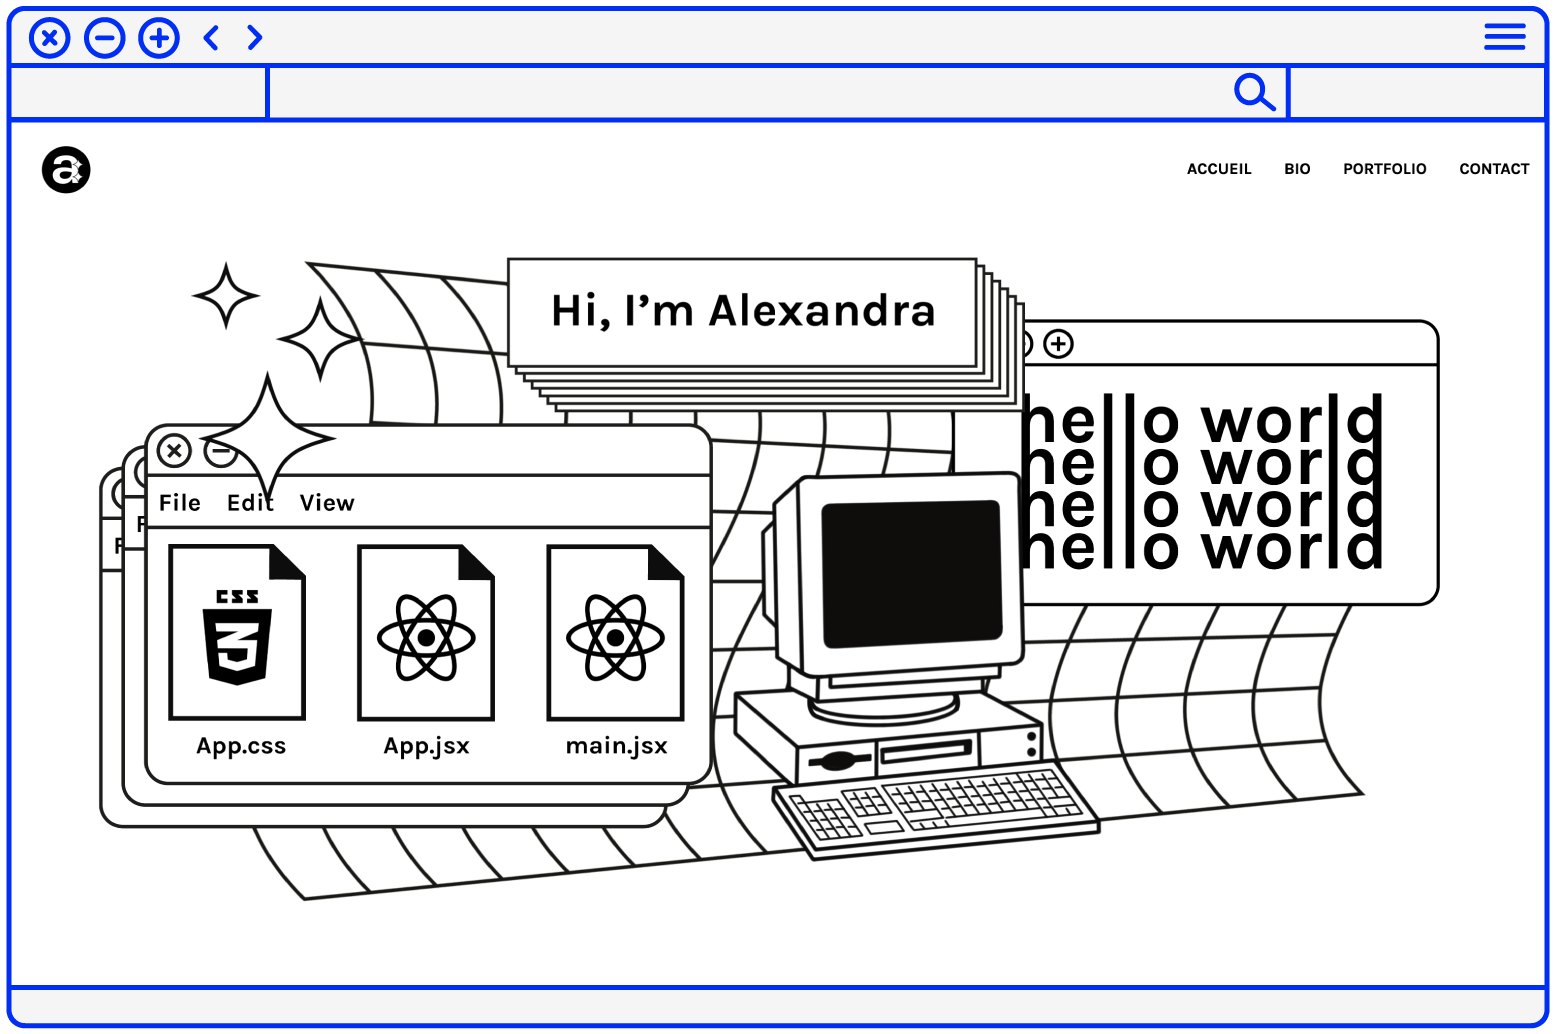 a
ACCUEIL BIO PORTFOLIO CONTACT
Hi, I’m Alexandra
hello world
hello world
hello world
hello world
File Edit View
F
F
CSS
App.css App.jsx main.jsx